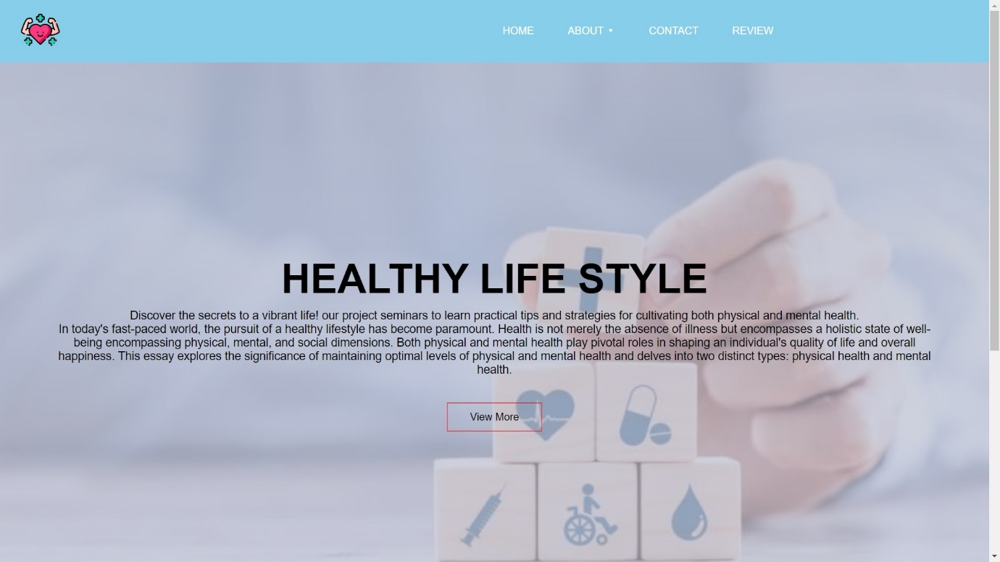 HOME ABOUT ▼ CONTACT REVIEW
HEALTHY LIFE STYLE
Discover the secrets to a vibrant life! our project seminars to learn practical tips and strategies for cultivating both physical and mental health.
In today's fast-paced world, the pursuit of a healthy lifestyle has become paramount. Health is not merely the absence of illness but encompasses a holistic state of well-
being encompassing physical, mental, and social dimensions. Both physical and mental health play pivotal roles in shaping an individual's quality of life and overall
happiness. This essay explores the significance of maintaining optimal levels of physical and mental health and delves into two distinct types: physical health and mental
health.
View More